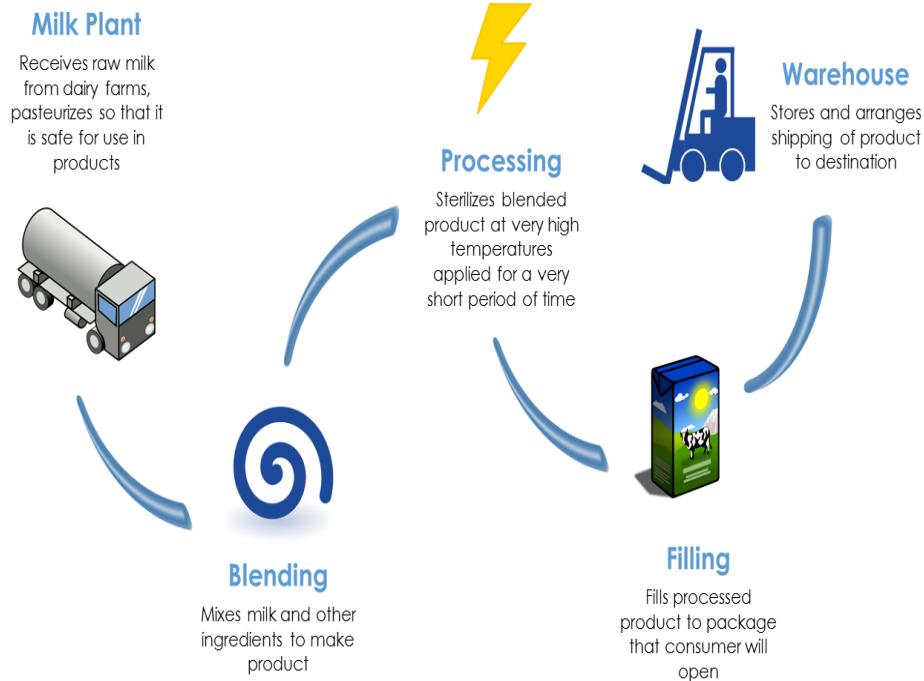 Milk Plant
Receives raw milk
from dairy farms,
pasteurizes so that it
is safe for use in
products
Blending
Mixes milk and other
ingredients to make
product
Processing
Sterilizes blended
product at very high
temperatures
applied for a very
short period of time
Filling
Fills processed
product to package
that consumer will
open
Warehouse
Stores and arranges
shipping of product
to destination